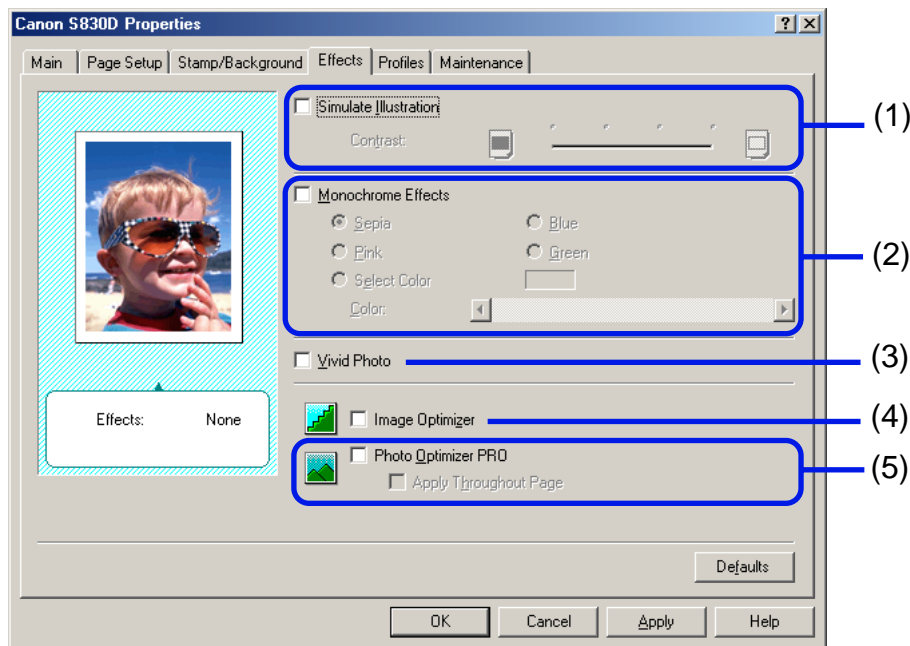 Canon S830D Properties
Main Page Setup Stamp/Background Effects Profiles Maintenance
Simulate Illustration
Contrast:
(1)
Monochrome Effects
Sepia Blue
Pink Green
Select Color
Color:
(2)
Vivid Photo
(3)
Effects: None
Image Optimizer
(4)
Photo Optimizer PRO
Apply Throughout Page
(5)
Defaults
OK Cancel Apply Help